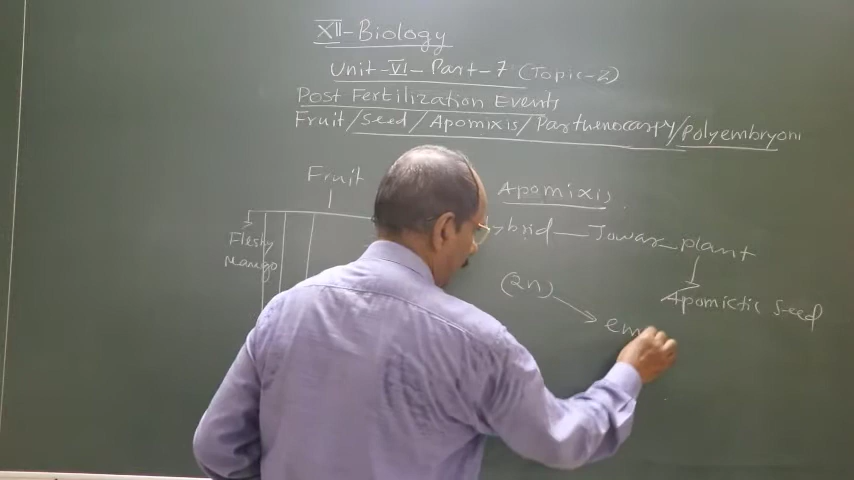 XII-Biology
Unit-VI-Part-7 (Topic-2)
Post Fertilization Events
Fruit/Seed/Apomixis/Parthenocarpy/Polyembryoni
Fruit
Fleshy
Mango
Apomixis
brid — Jowar plant
Apomictic Seed
(2n)
em